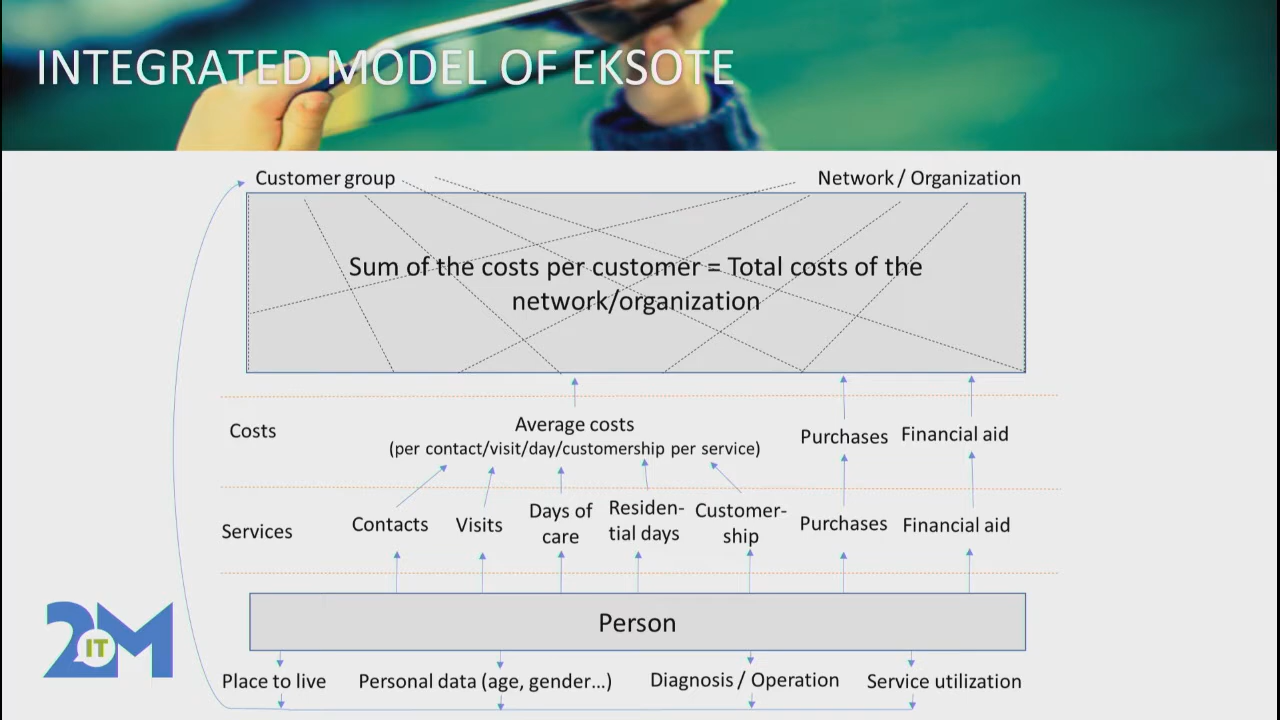 INTEGRATED MODEL OF EKSOTE
Customer group
Network / Organization
Sum of the costs per customer = Total costs of the
network/organization
Costs
Average costs
(per contact/visit/day/customership per service)
Purchases
Financial aid
Services
Contacts
Visits
Days of
care
Residen-
tial days
Customer-
ship
Purchases
Financial aid
Person
2M
IT
Place to live
Personal data (age, gender…)
Diagnosis / Operation
Service utilization